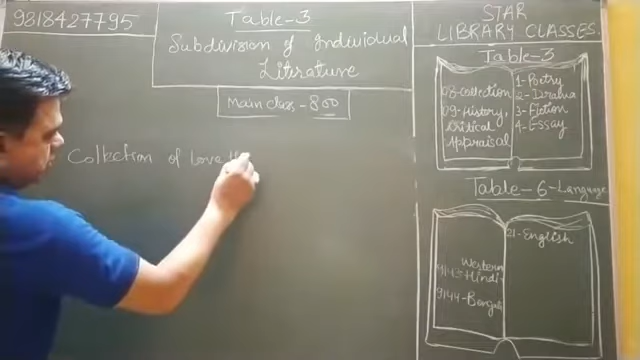 9818427795
Table-3
Subdivision of Individual
Literature
Main class - 800
Collection of Love
STAR
LIBRARY CLASSES.
Table-3
08-Collection
09-History,
Critical
Appraisal
1-Poetry
2-Drama
3-Fiction
4-Essay
Table-6-Language
Western
9143-Hindi
9144-Bengali
21-English